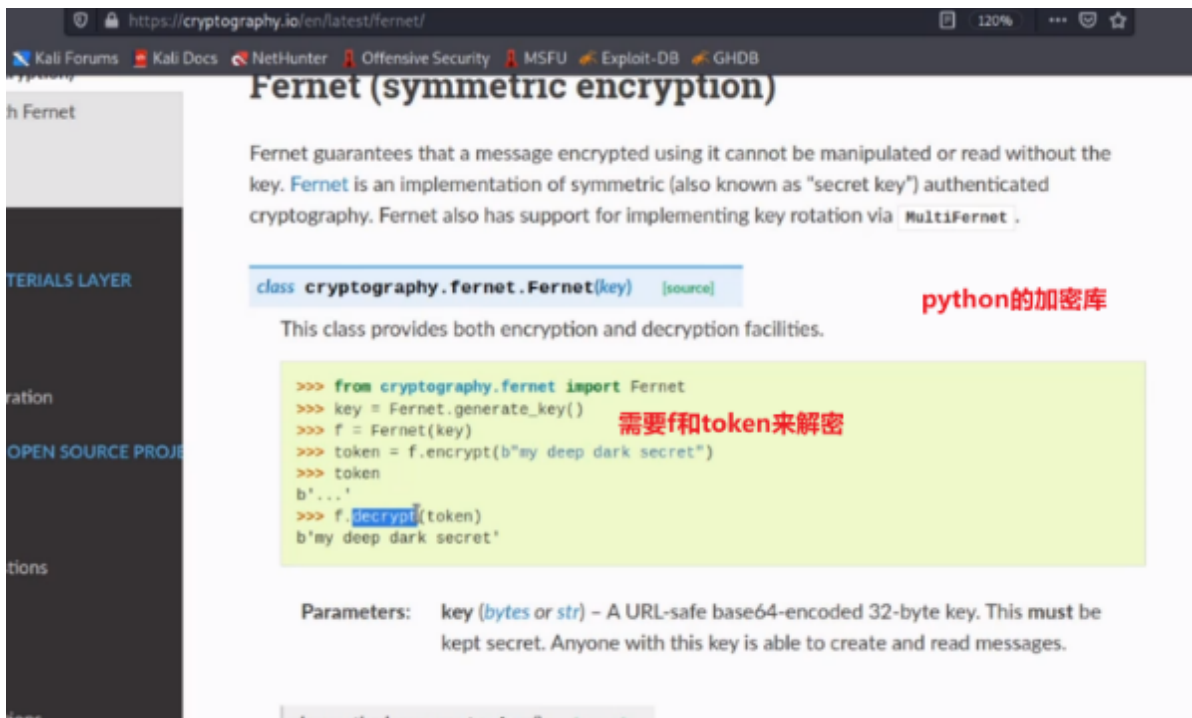 https://cryptography.io/en/latest/fernet/
120%
Kali Forums Kali Docs NetHunter Offensive Security MSFU Exploit-DB GHDB
h Fernet
Fernet (symmetric encryption)
Fernet guarantees that a message encrypted using it cannot be manipulated or read without the
key. Fernet is an implementation of symmetric (also known as “secret key”) authenticated
cryptography. Fernet also has support for implementing key rotation via MultiFernet .
TERIALS LAYER
class cryptography.fernet.Fernet(key) [source]
python的加密库
This class provides both encryption and decryption facilities.
>>> from cryptography.fernet import Fernet
>>> key = Fernet.generate_key()
>>> f = Fernet(key)
需要f和token来解密
>>> token = f.encrypt(b"my deep dark secret")
>>> token
b'...'
>>> f.decrypt(token)
b'my deep dark secret'
ration
OPEN SOURCE PROJE
tions
Parameters: key (bytes or str) – A URL-safe base64-encoded 32-byte key. This must be
kept secret. Anyone with this key is able to create and read messages.